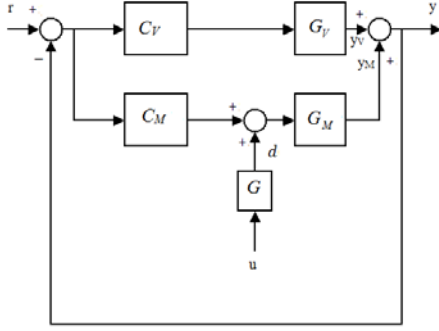 r + y
C_V G_V + y_V
− y_M +
C_M + G_M
+ d
G
u